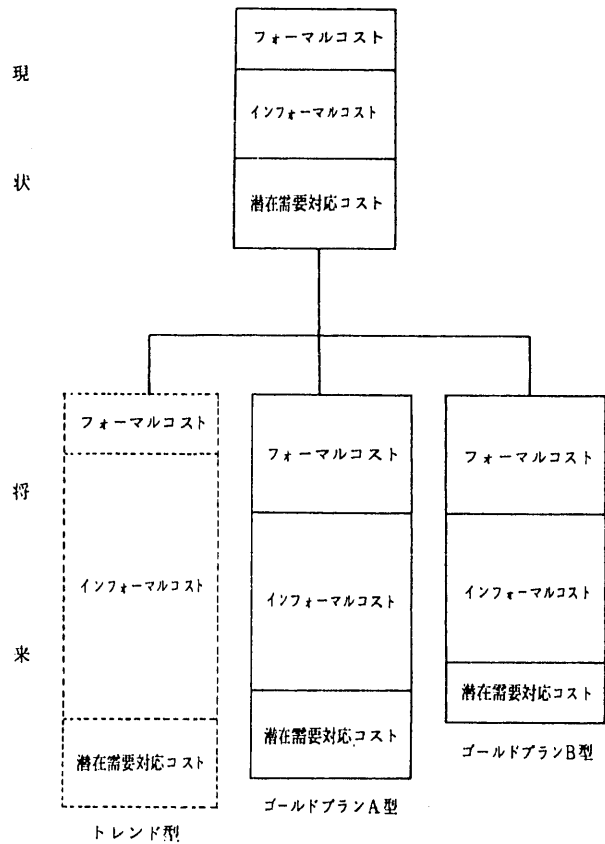 現状
フォーマルコスト
インフォーマルコスト
潜在需要対応コスト
将来
フォーマルコスト
インフォーマルコスト
潜在需要対応コスト
トレンド型
フォーマルコスト
インフォーマルコスト
潜在需要対応コスト
ゴールドプランA型
フォーマルコスト
インフォーマルコスト
潜在需要対応コスト
ゴールドプランB型